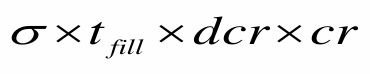 σ × t_fill × dcr × cr